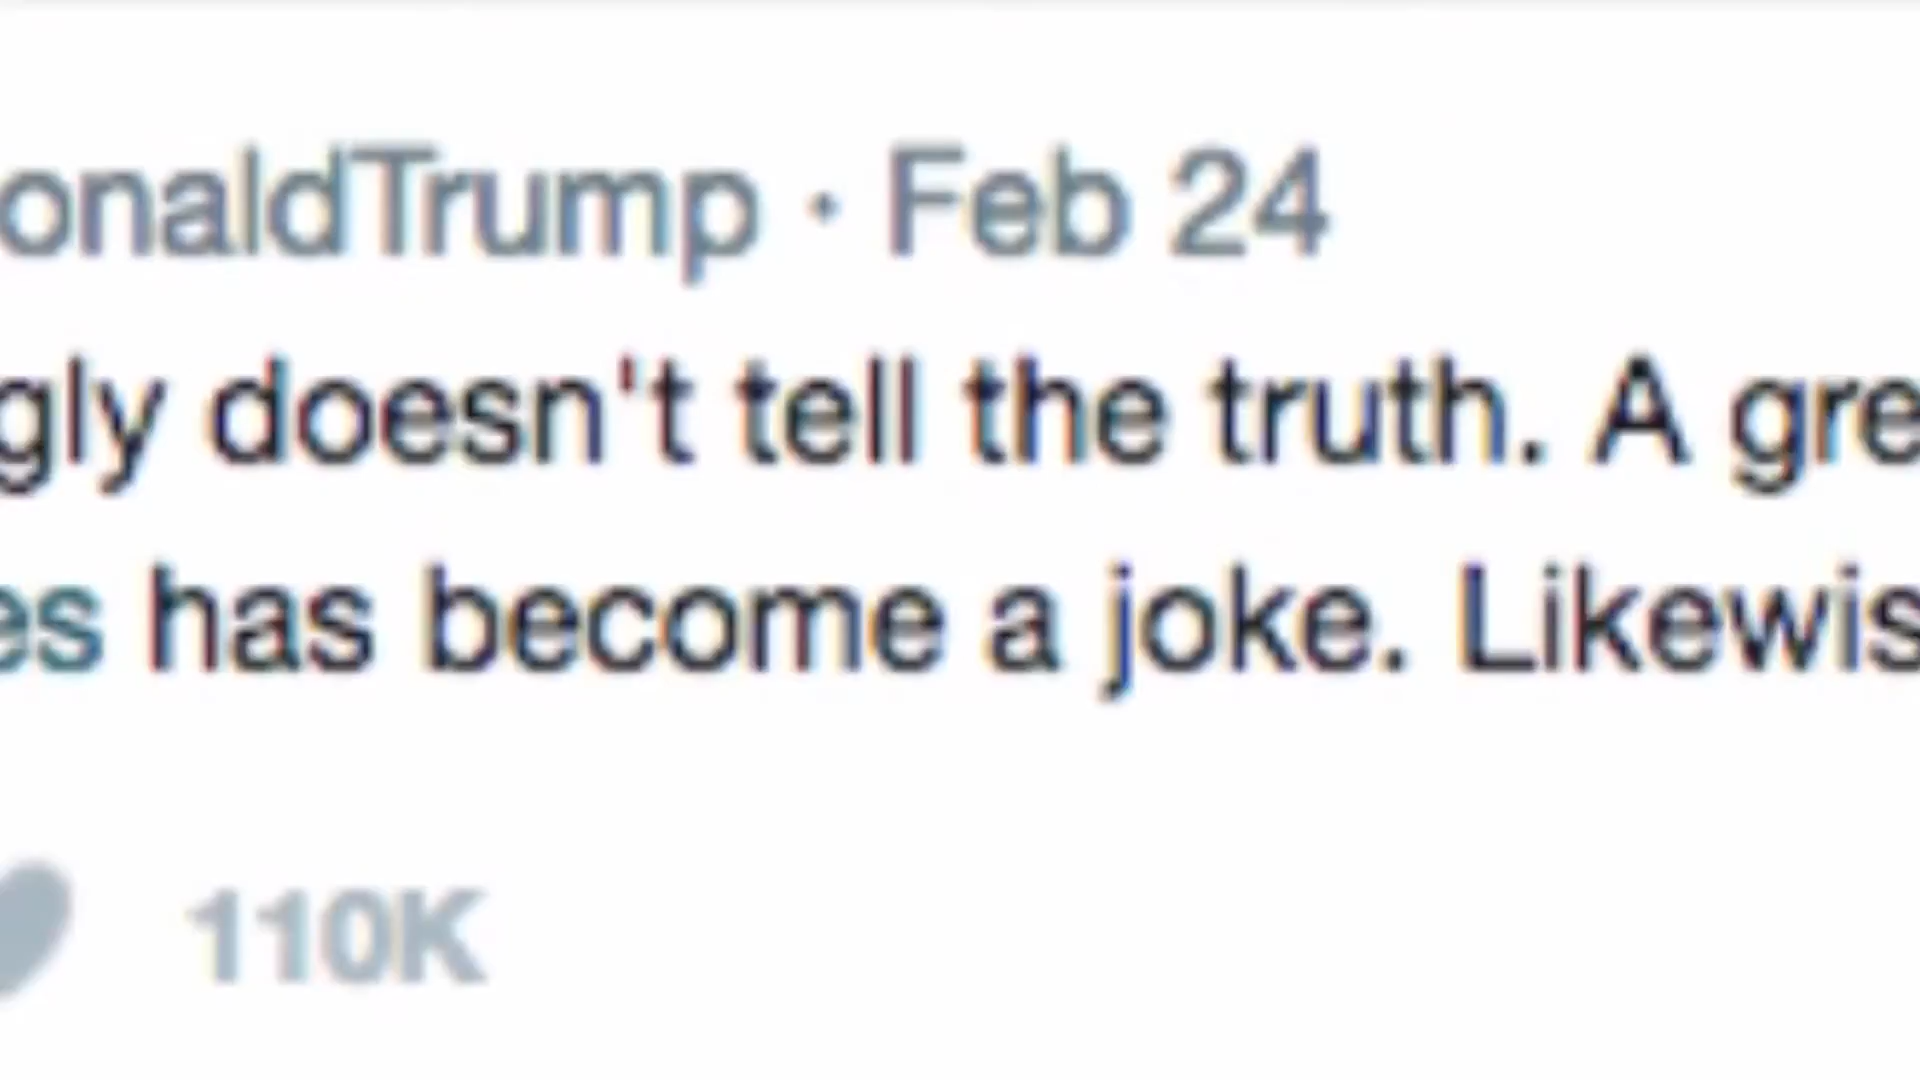 onaldTrump · Feb 24
gly doesn't tell the truth. A gre
es has become a joke. Likewis
110K